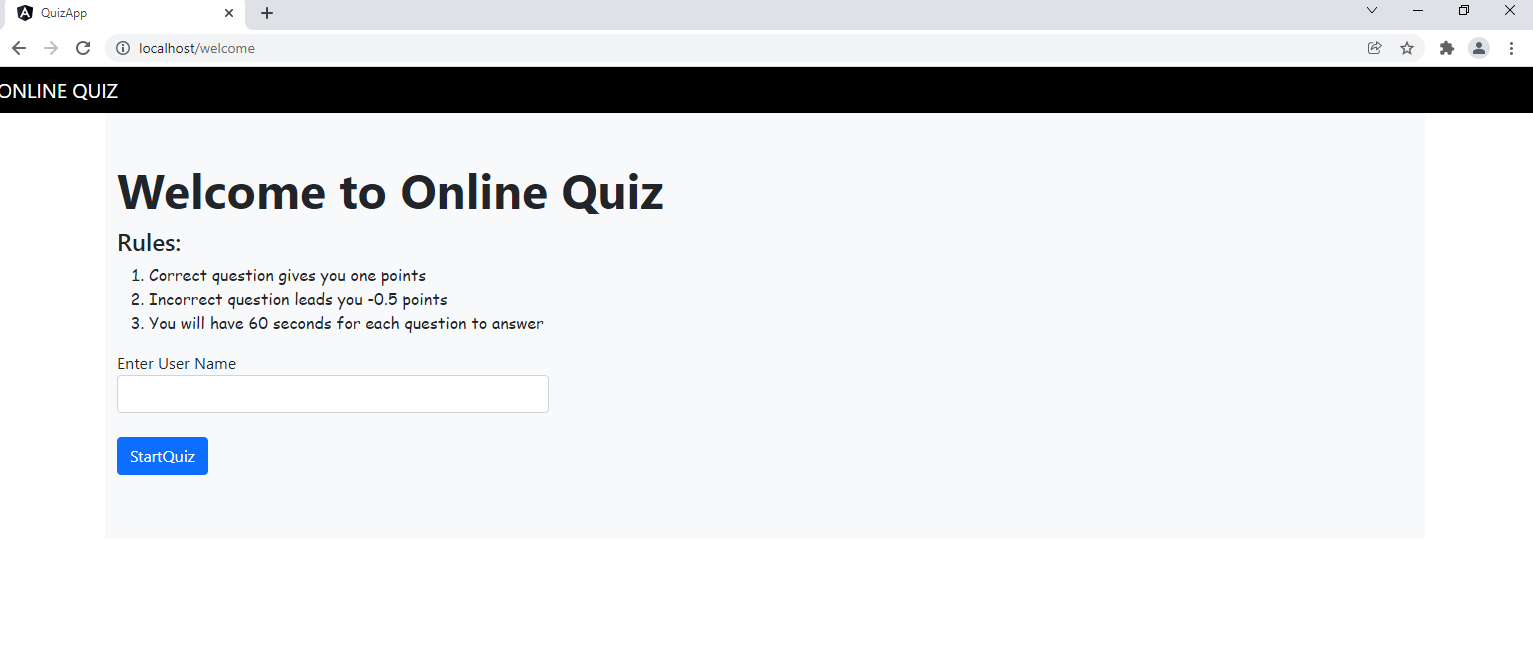 QuizApp
localhost/welcome
ONLINE QUIZ
Welcome to Online Quiz
Rules:
1. Correct question gives you one points
2. Incorrect question leads you -0.5 points
3. You will have 60 seconds for each question to answer
Enter User Name
StartQuiz